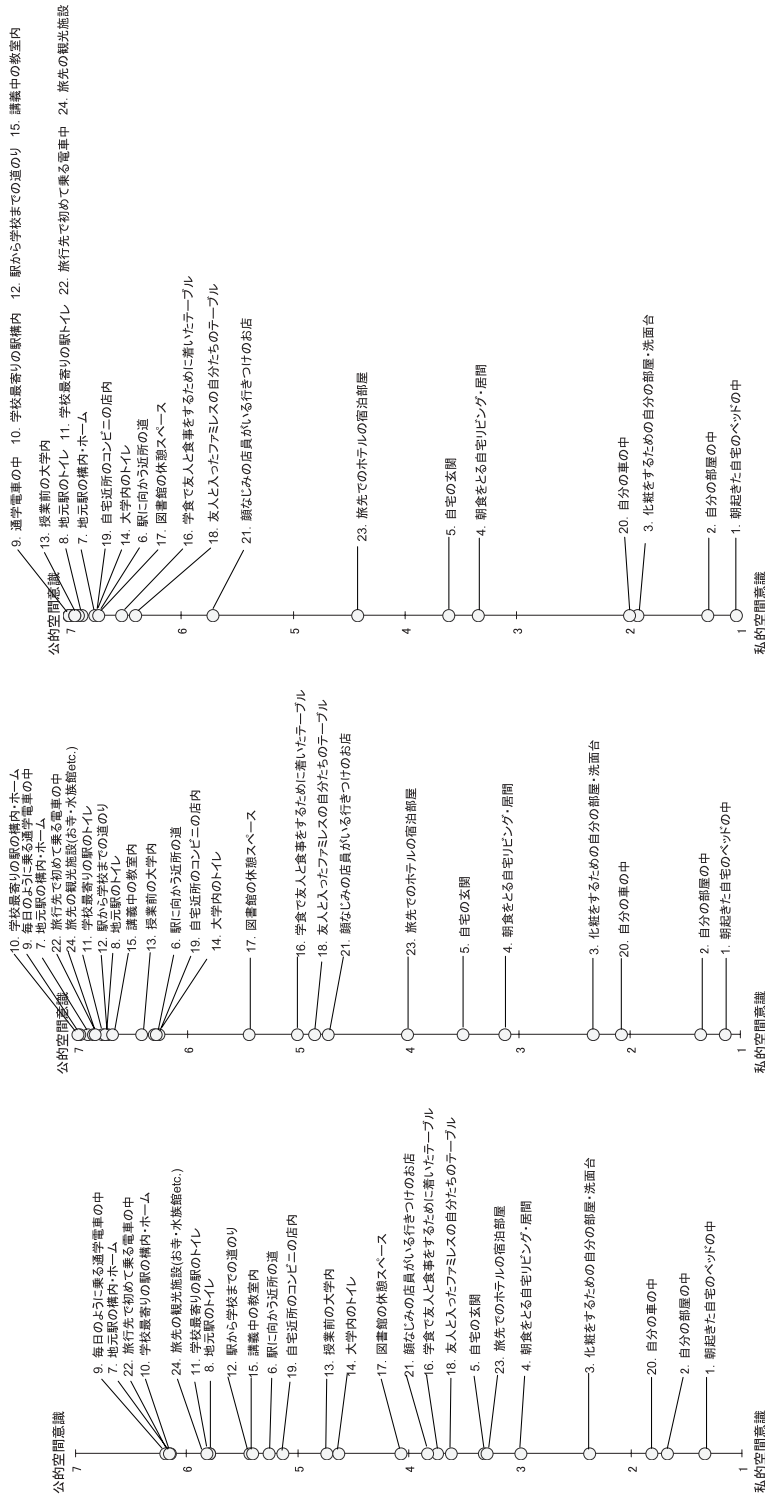 公的空間意識
7
6
5
4
3
2
1
私的空間意識
9. 毎日のように乗る通学電車の中
7. 地元駅の構内・ホーム
22. 旅行先で初めて乗る電車の中
10. 学校最寄りの駅の構内・ホーム
24. 旅先の観光施設(お寺・水族館etc.)
11. 学校最寄りの駅のトイレ
8. 地元駅のトイレ
12. 駅から学校までの道のり
15. 講義中の教室内
6. 駅に向かう近所の道
19. 自宅近所のコンビニの店内
13. 授業前の大学内
14. 大学内のトイレ
17. 図書館の休憩スペース
21. 顔なじみの店員がいる行きつけのお店
16. 学食で友人と食事をするために着いたテーブル
18. 友人と入ったファミレスの自分たちのテーブル
5. 自宅の玄関
23. 旅先でのホテルの宿泊部屋
4. 朝食をとる自宅リビング・居間
3. 化粧をするための自分の部屋・洗面台
20. 自分の車の中
2. 自分の部屋の中
1. 朝起きた自宅のベッドの中
公的空間意識
7
6
5
4
3
2
1
私的空間意識
10. 学校最寄りの駅の構内・ホーム
9. 毎日のように乗る通学電車の中
7. 地元駅の構内・ホーム
22. 旅行先で初めて乗る電車の中
24. 旅先の観光施設(お寺・水族館etc.)
11. 学校最寄りの駅のトイレ
12. 駅から学校までの道のり
8. 地元駅のトイレ
15. 講義中の教室内
13. 授業前の大学内
6. 駅に向かう近所の道
19. 自宅近所のコンビニの店内
14. 大学内のトイレ
17. 図書館の休憩スペース
16. 学食で友人と食事をするために着いたテーブル
18. 友人と入ったファミレスの自分たちのテーブル
21. 顔なじみの店員がいる行きつけのお店
23. 旅先でのホテルの宿泊部屋
5. 自宅の玄関
4. 朝食をとる自宅リビング・居間
3. 化粧をするための自分の部屋・洗面台
20. 自分の車の中
2. 自分の部屋の中
1. 朝起きた自宅のベッドの中
公的空間意識
7
6
5
4
3
2
1
私的空間意識
9. 通学電車の中 10. 学校最寄りの駅構内 12. 駅から学校までの道のり 15. 講義中の教室内
13. 授業前の大学内
8. 地元駅のトイレ 11. 学校最寄りの駅トイレ 22. 旅行先で初めて乗る電車中 24. 旅先の観光施設
7. 地元駅の構内・ホーム
19. 自宅近所のコンビニの店内
14. 大学内のトイレ
6. 駅に向かう近所の道
17. 図書館の休憩スペース
16. 学食で友人と食事をするために着いたテーブル
18. 友人と入ったファミレスの自分たちのテーブル
21. 顔なじみの店員がいる行きつけのお店
23. 旅先でのホテルの宿泊部屋
5. 自宅の玄関
4. 朝食をとる自宅リビング・居間
20. 自分の車の中
3. 化粧をするための自分の部屋・洗面台
2. 自分の部屋の中
1. 朝起きた自宅のベッドの中